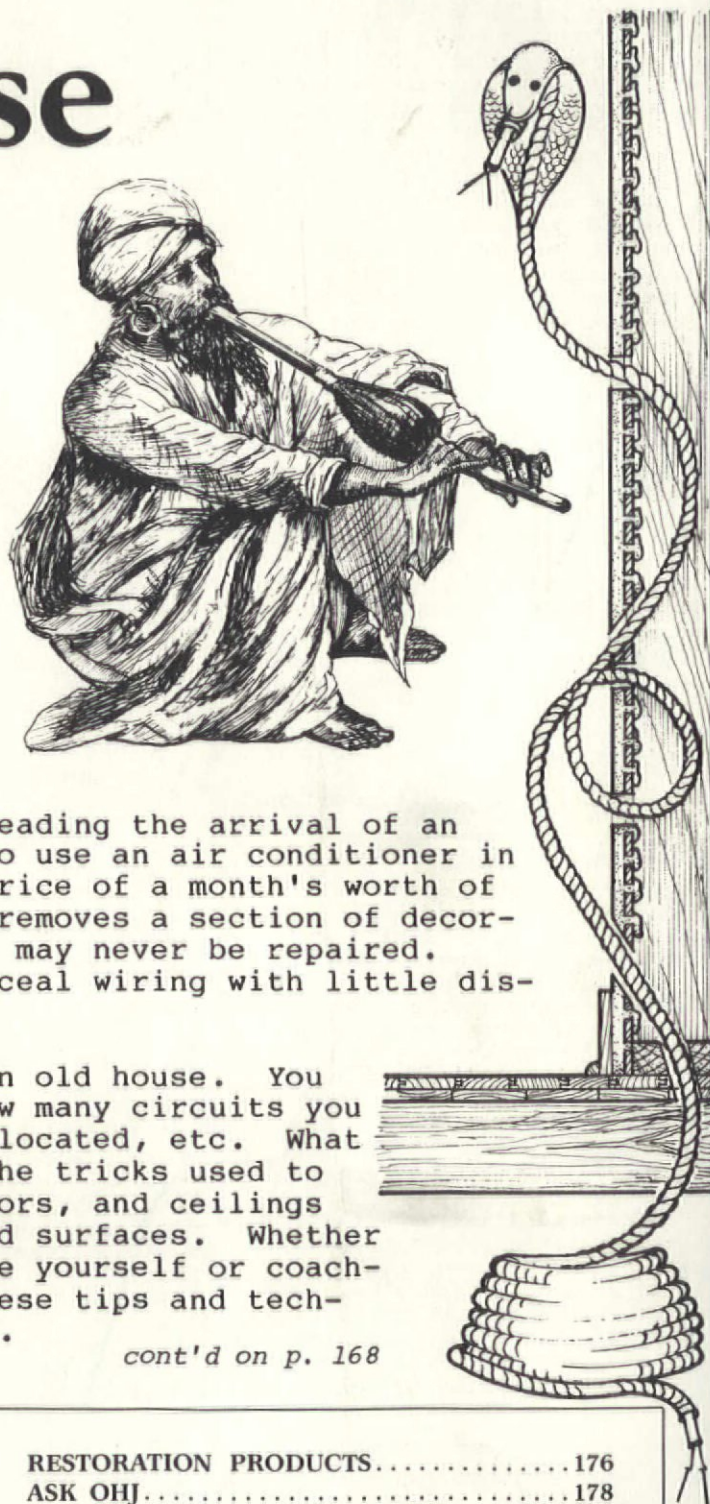 se
eading the arrival of an
o use an air conditioner in
rice of a month's worth of
removes a section of decor-
may never be repaired.
ceal wiring with little dis-
n old house. You
w many circuits you
located, etc. What
he tricks used to
ors, and ceilings
d surfaces. Whether
e yourself or coach-
ese tips and tech-
.
cont'd on p. 168
RESTORATION PRODUCTS..............176
ASK OHJ..............................178